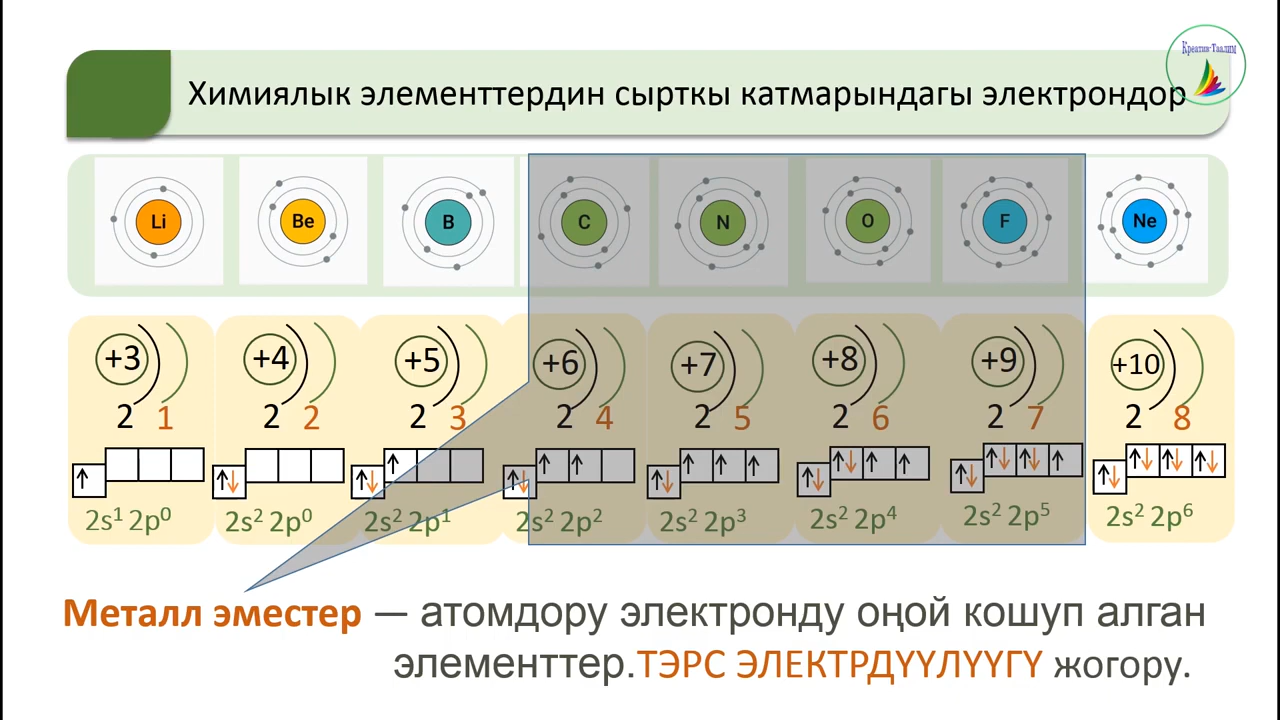 Креатив-Таалим
Химиялык элементтердин сырткы катмарындагы электрондор
Li Be B C N O F Ne
+3 +4 +5 +6 +7 +8 +9 +10
2 1 2 2 2 3 2 4 2 5 2 6 2 7 2 8
2s¹ 2p⁰ 2s² 2p⁰ 2s² 2p¹ 2s² 2p² 2s² 2p³ 2s² 2p⁴ 2s² 2p⁵ 2s² 2p⁶
Металл эместер — атомдору электронду оңой кошуп алган
элементтер.ТЭРС ЭЛЕКТРДҮҮЛҮҮГҮ жогору.